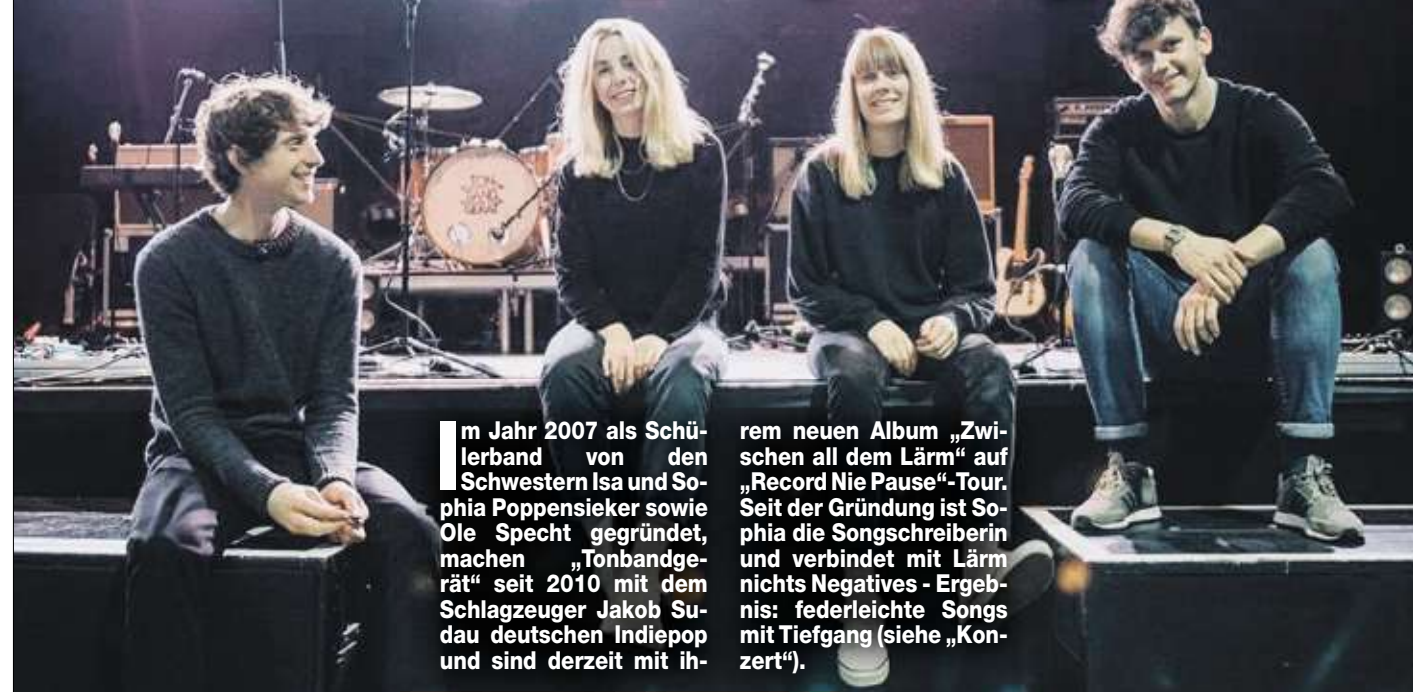 TON
BAND
GERÄT
Im Jahr 2007 als Schü-
lerband von den
Schwestern Isa und So-
phia Poppensieker sowie
Ole Specht gegründet,
machen „Tonbandge-
rät“ seit 2010 mit dem
Schlagzeuger Jakob Su-
dau deutschen Indiepop
und sind derzeit mit ih-
rem neuen Album „Zwi-
schen all dem Lärm“ auf
„Record Nie Pause“-Tour.
Seit der Gründung ist So-
phia die Songschreiberin
und verbindet mit Lärm
nichts Negatives - Ergeb-
nis: federleichte Songs
mit Tiefgang (siehe „Kon-
zert“).